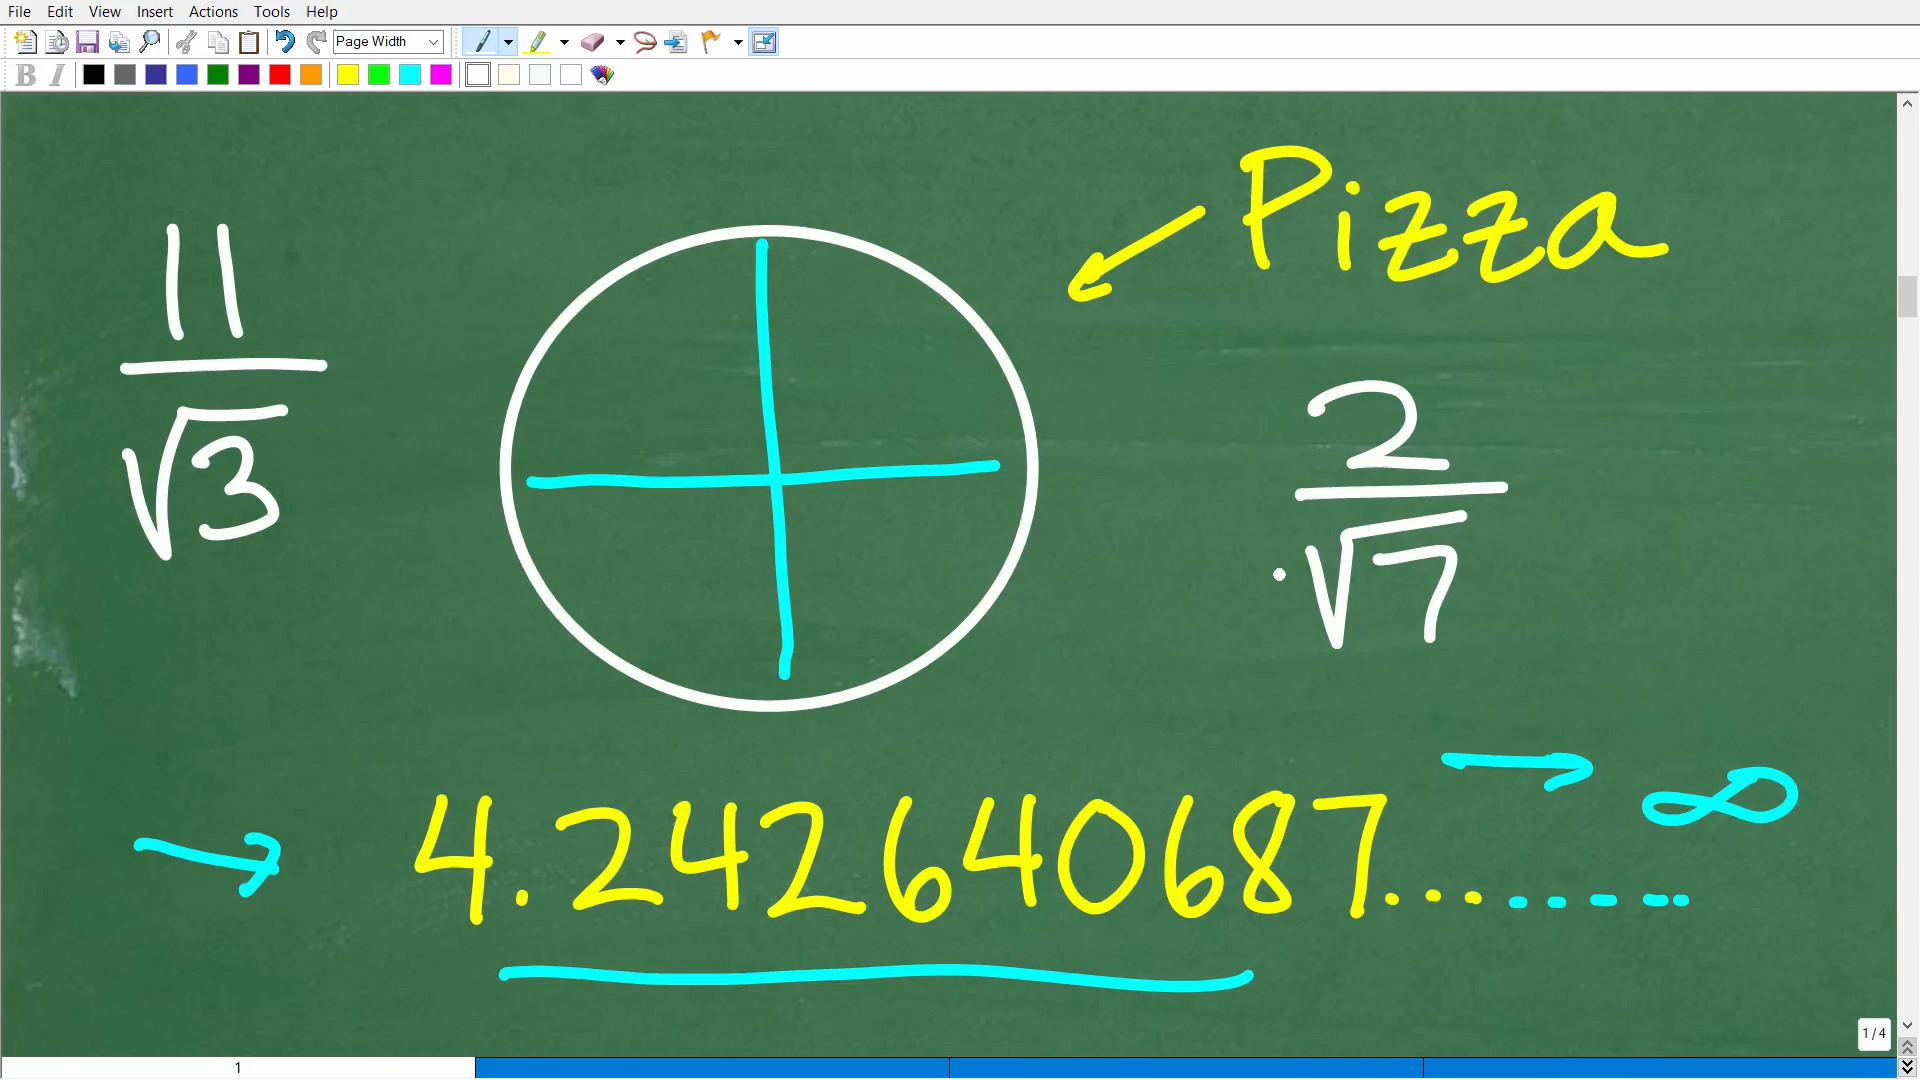 File Edit View Insert Actions Tools Help
Page Width
B I
Pizza
11
√3
2
√7
4.242640687.... → ∞
1 / 4
1